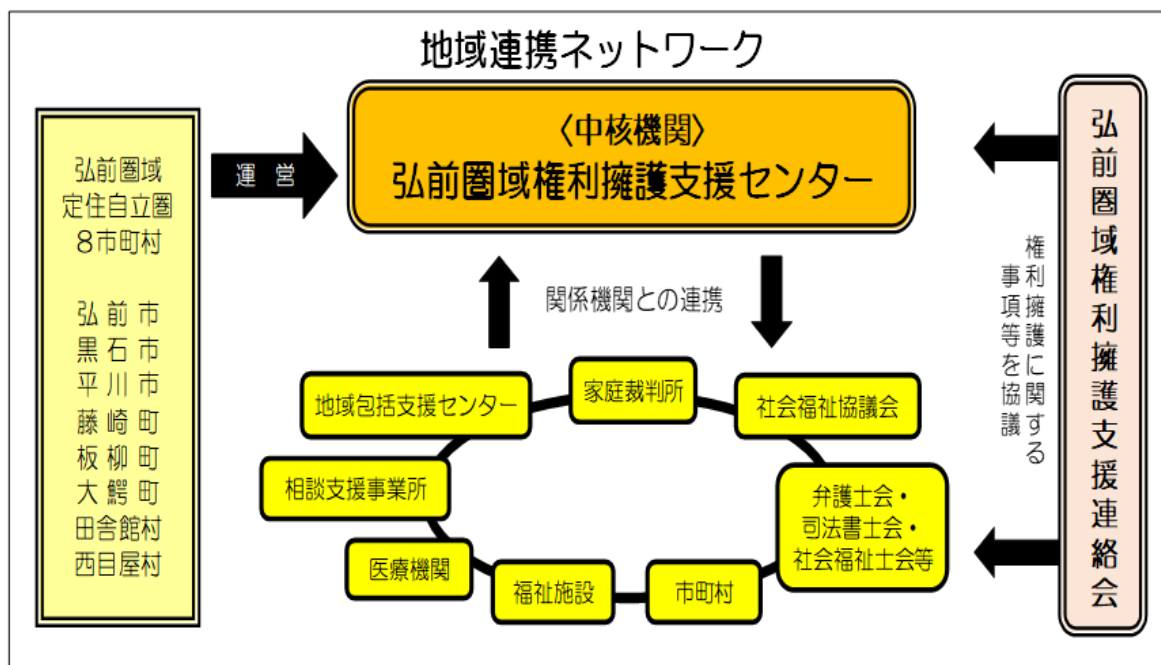 地域連携ネットワーク
弘前圏域
定住自立圏
8市町村
弘前市
黒石市
平川市
藤崎町
板柳町
大鰐町
田舎館村
西目屋村
運営
〈中核機関〉
弘前圏域権利擁護支援センター
関係機関との連携
地域包括支援センター
家庭裁判所
社会福祉協議会
相談支援事業所
弁護士会・
司法書士会・
社会福祉士会等
医療機関
福祉施設
市町村
権利擁護に関する
事項等を協議
弘前圏域権利擁護支援連絡会